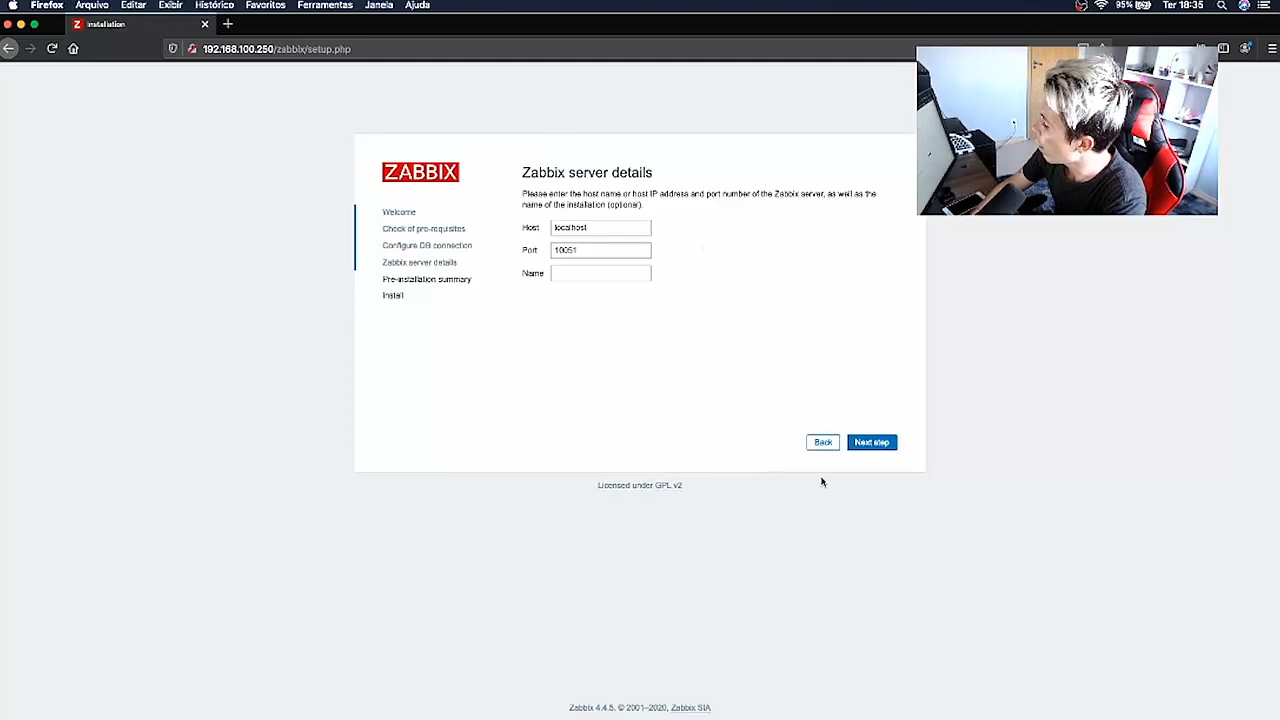 Firefox Arquivo Editar Exibir Histórico Favoritos Ferramentas Janela Ajuda 95% Ter 18:35
Z Installation
192.168.100.250/zabbix/setup.php
ZABBIX
Welcome
Check of pre-requisites
Configure DB connection
Zabbix server details
Pre-installation summary
Install
Zabbix server details
Please enter the host name or host IP address and port number of the Zabbix server, as well as the
name of the installation (optional).
Host localhost
Port 10051
Name
Back Next step
Licensed under GPL v2
Zabbix 4.4.5. © 2001–2020, Zabbix SIA